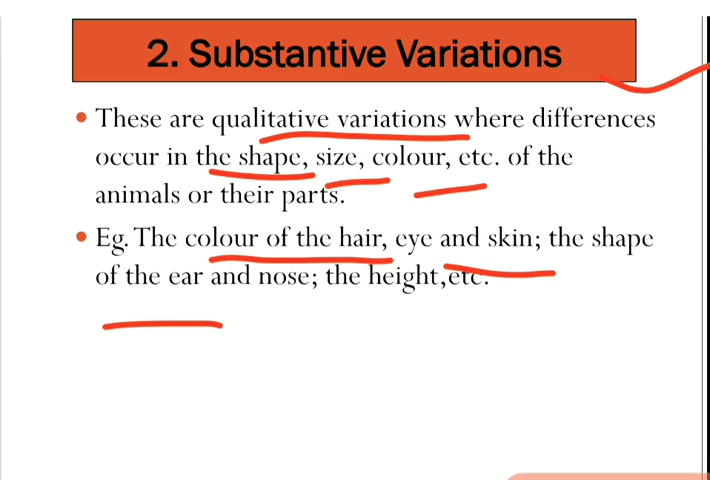 2. Substantive Variations
• These are qualitative variations where differences
occur in the shape, size, colour, etc. of the
animals or their parts.
• Eg. The colour of the hair, eye and skin; the shape
of the ear and nose; the height,etc.